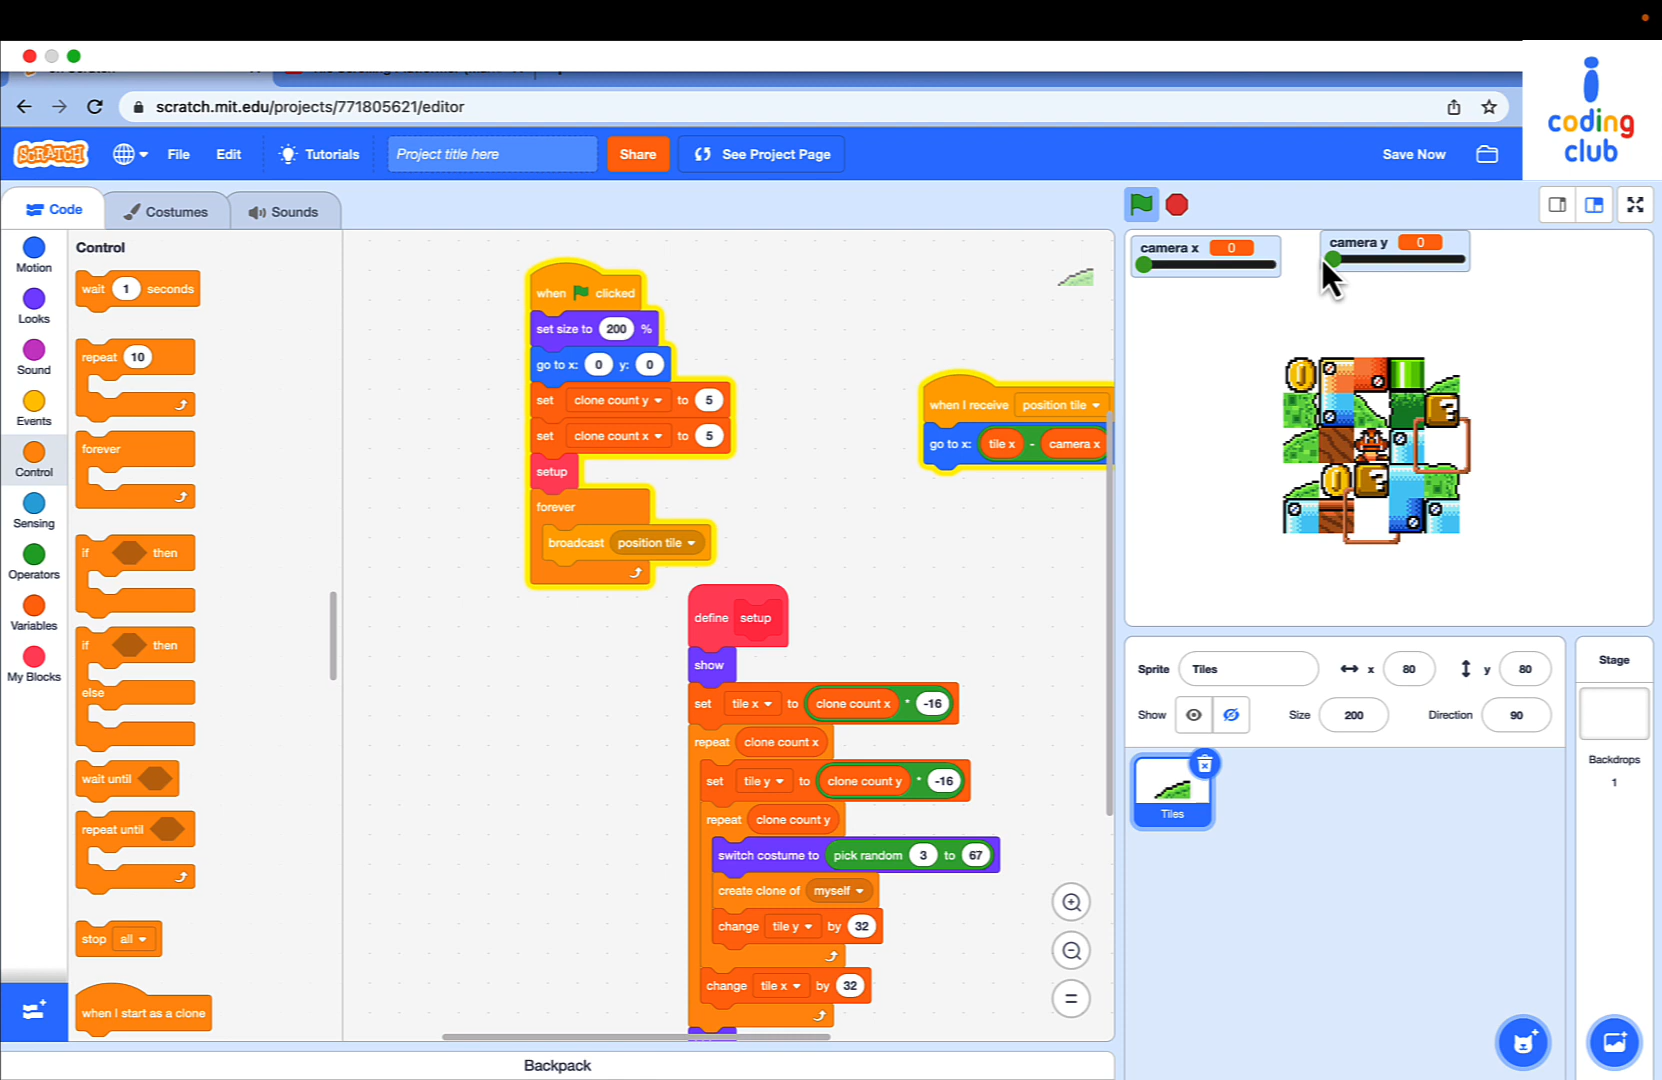 scratch.mit.edu/projects/771805621/editor
coding
club
SCRATCH
File
Edit
Tutorials
Project title here
Share
See Project Page
Save Now
Code
Costumes
Sounds
Motion
Looks
Sound
Events
Control
Sensing
Operators
Variables
My Blocks
Control
wait 1 seconds
repeat 10
forever
if then
if then
else
wait until
repeat until
stop all
when I start as a clone
when clicked
set size to 200 %
go to x: 0 y: 0
set clone count y to 5
set clone count x to 5
setup
forever
broadcast position tile
when I receive position tile
go to x: tile x - camera x
define setup
show
set tile x to clone count x * -16
repeat clone count x
set tile y to clone count y * -16
repeat clone count y
switch costume to pick random 3 to 67
create clone of myself
change tile y by 32
change tile x by 32
camera x 0
camera y 0
Sprite Tiles x 80 y 80
Show Size 200 Direction 90
Tiles
Stage
Backdrops
1
Backpack